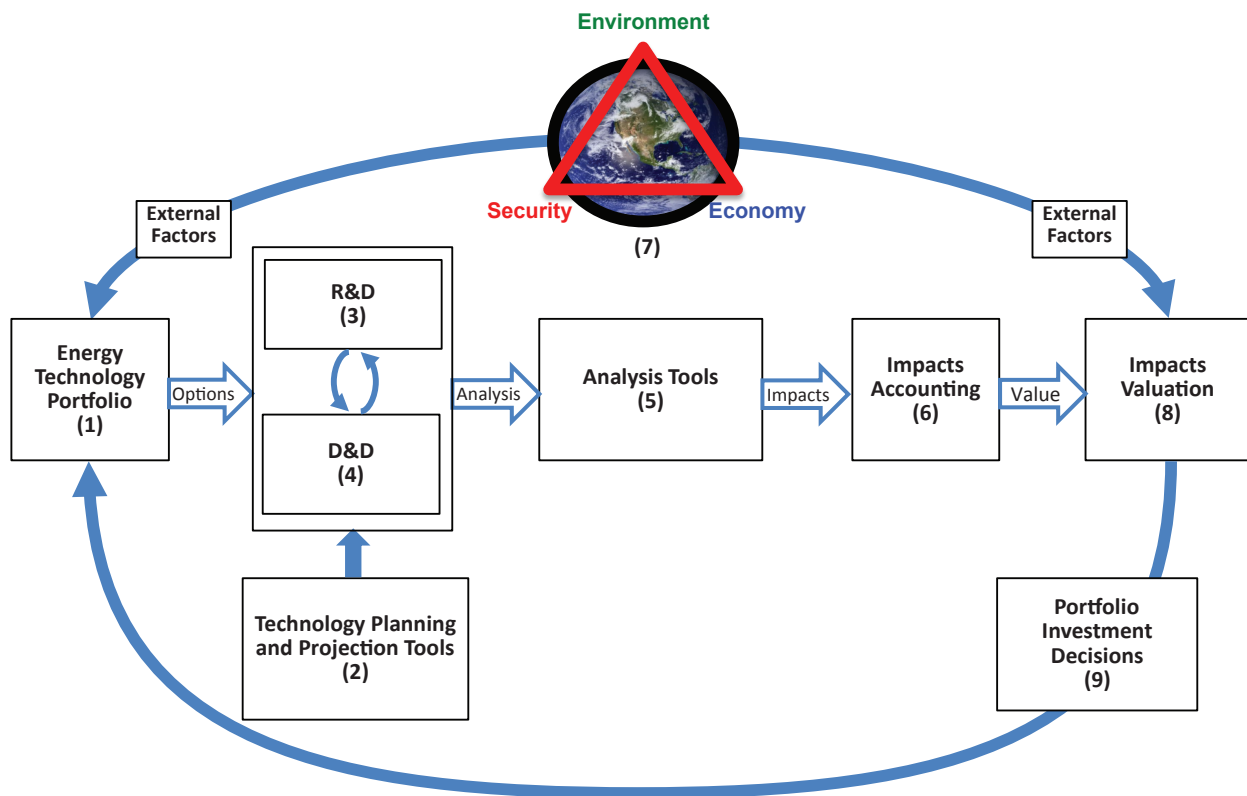 Environment
Security
Economy
(7)
External
Factors
External
Factors
Energy
Technology
Portfolio
(1)
Options
R&D
(3)
D&D
(4)
Analysis
Analysis Tools
(5)
Impacts
Impacts
Accounting
(6)
Value
Impacts
Valuation
(8)
Technology Planning
and Projection Tools
(2)
Portfolio
Investment
Decisions
(9)